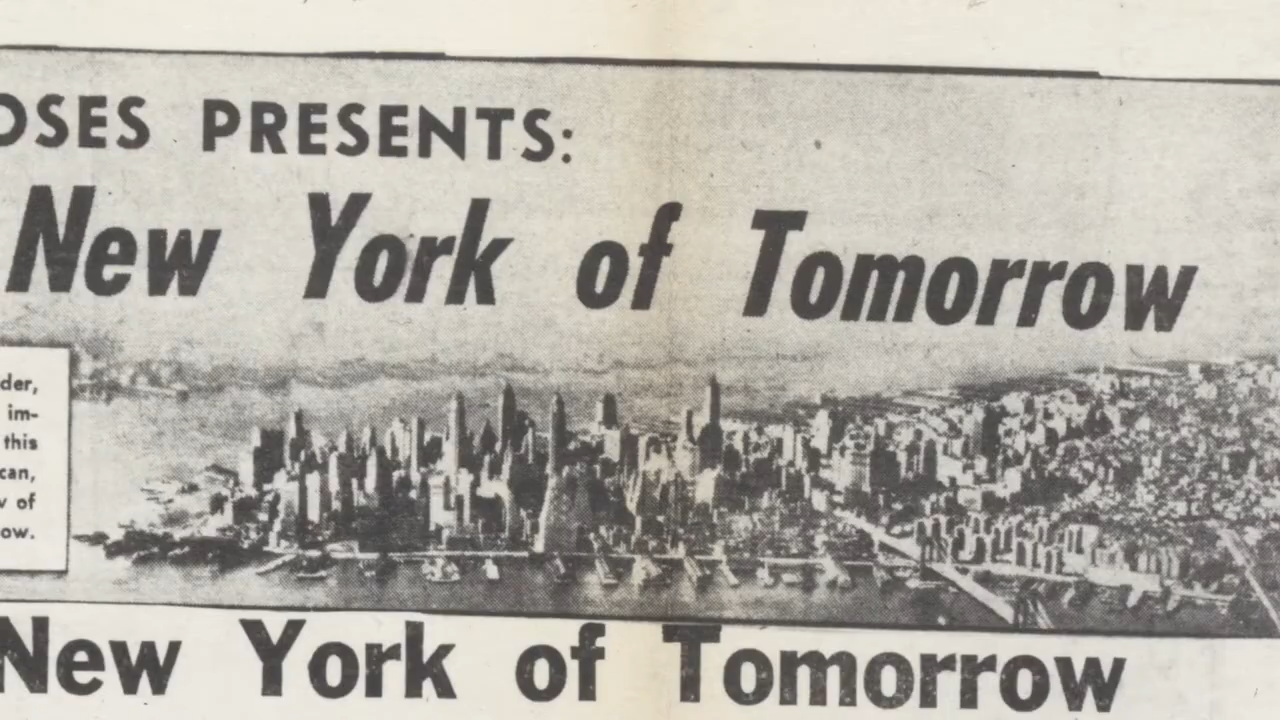 OSES PRESENTS:
New York of Tomorrow
der,
im-
this
can,
v of
ow.
New York of Tomorrow